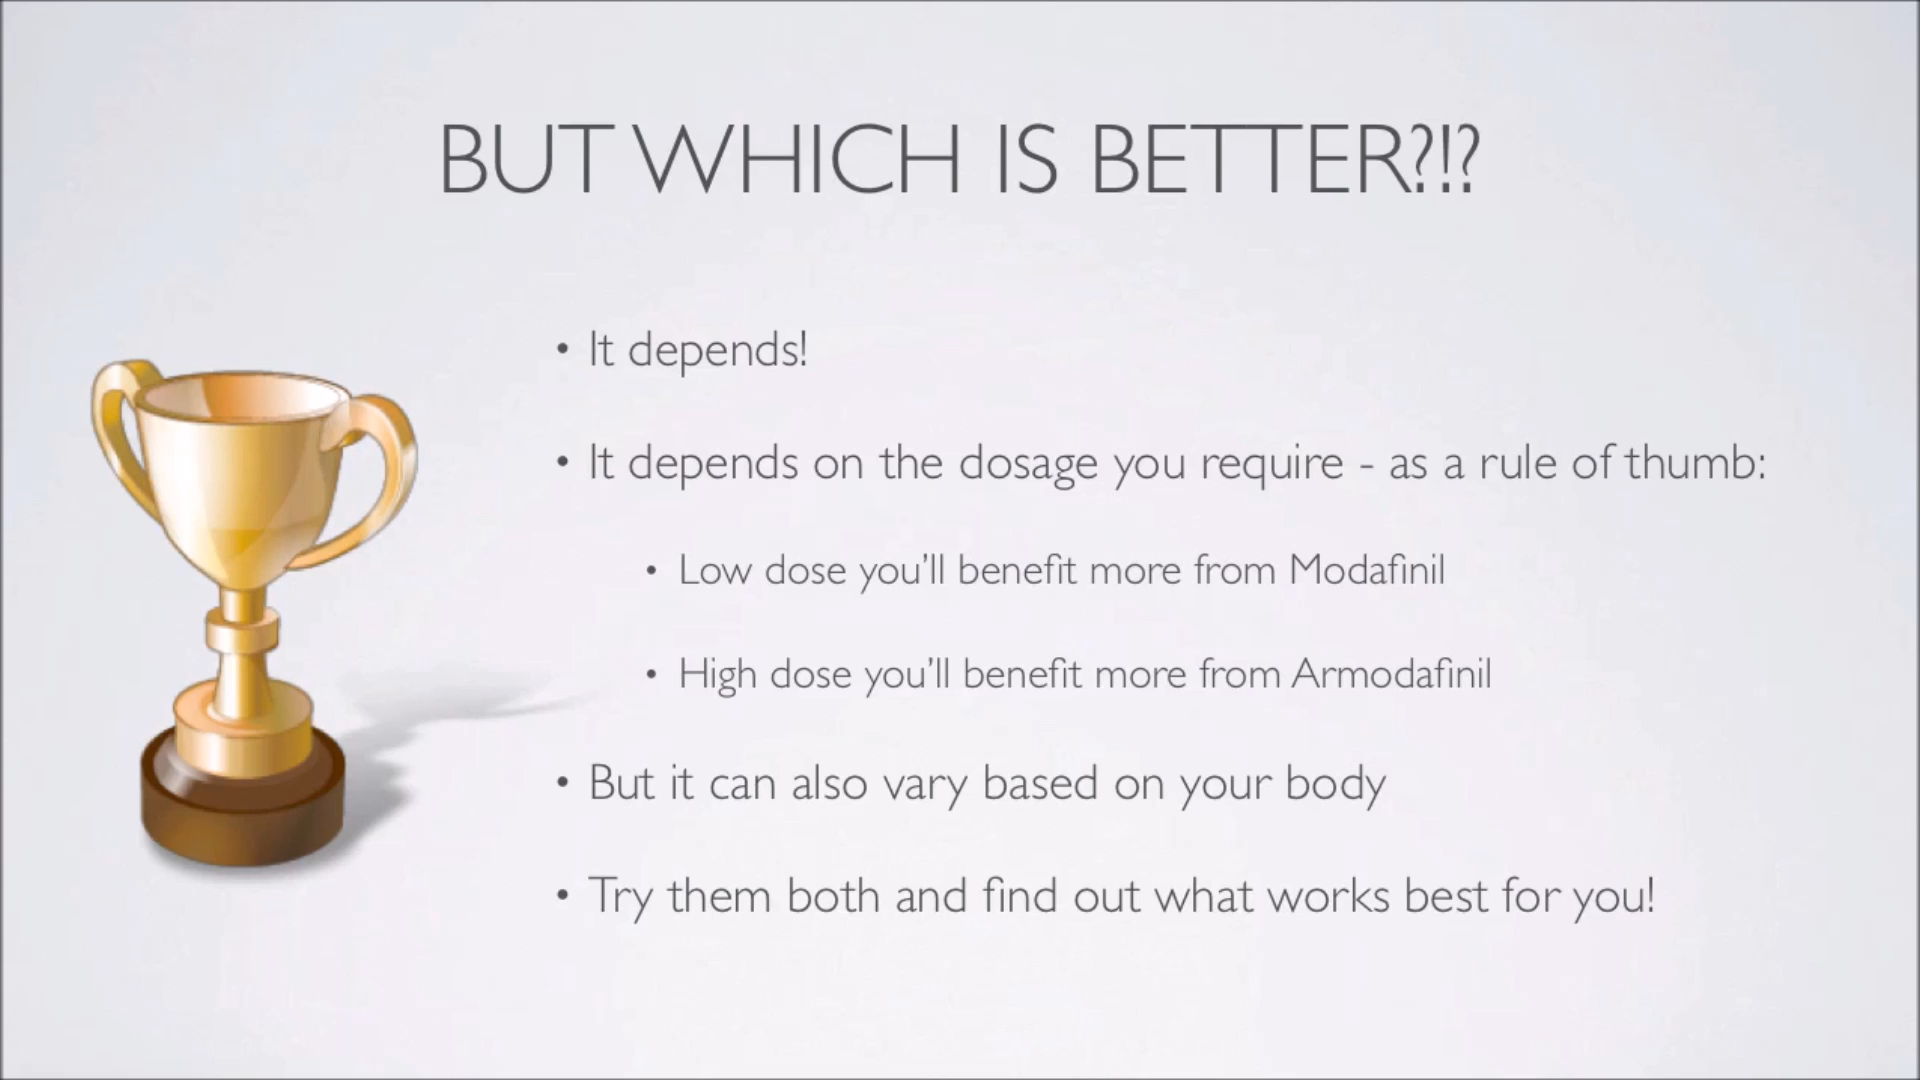 BUT WHICH IS BETTER?!?
• It depends!
• It depends on the dosage you require - as a rule of thumb:
• Low dose you'll benefit more from Modafinil
• High dose you'll benefit more from Armodafinil
• But it can also vary based on your body
• Try them both and find out what works best for you!